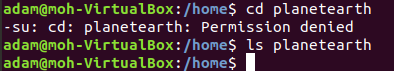 adam@moh-VirtualBox:/home$ cd planetearth
-su: cd: planetearth: Permission denied
adam@moh-VirtualBox:/home$ ls planetearth
adam@moh-VirtualBox:/home$